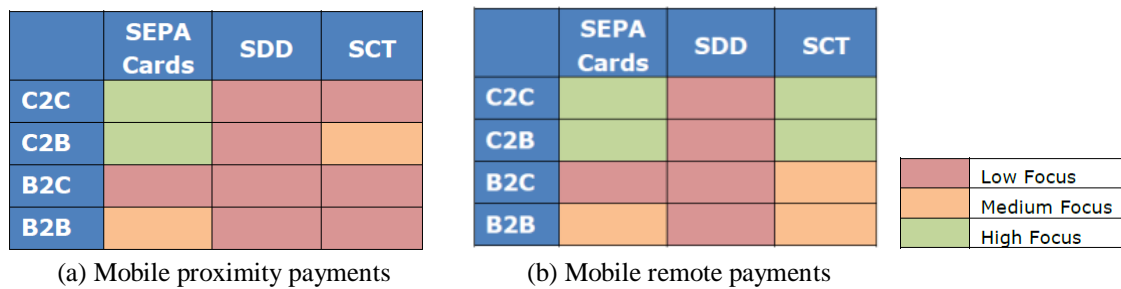 SEPA Cards SDD SCT
C2C
C2B
B2C
B2B
(a) Mobile proximity payments
SEPA Cards SDD SCT
C2C
C2B
B2C
B2B
(b) Mobile remote payments
Low Focus
Medium Focus
High Focus